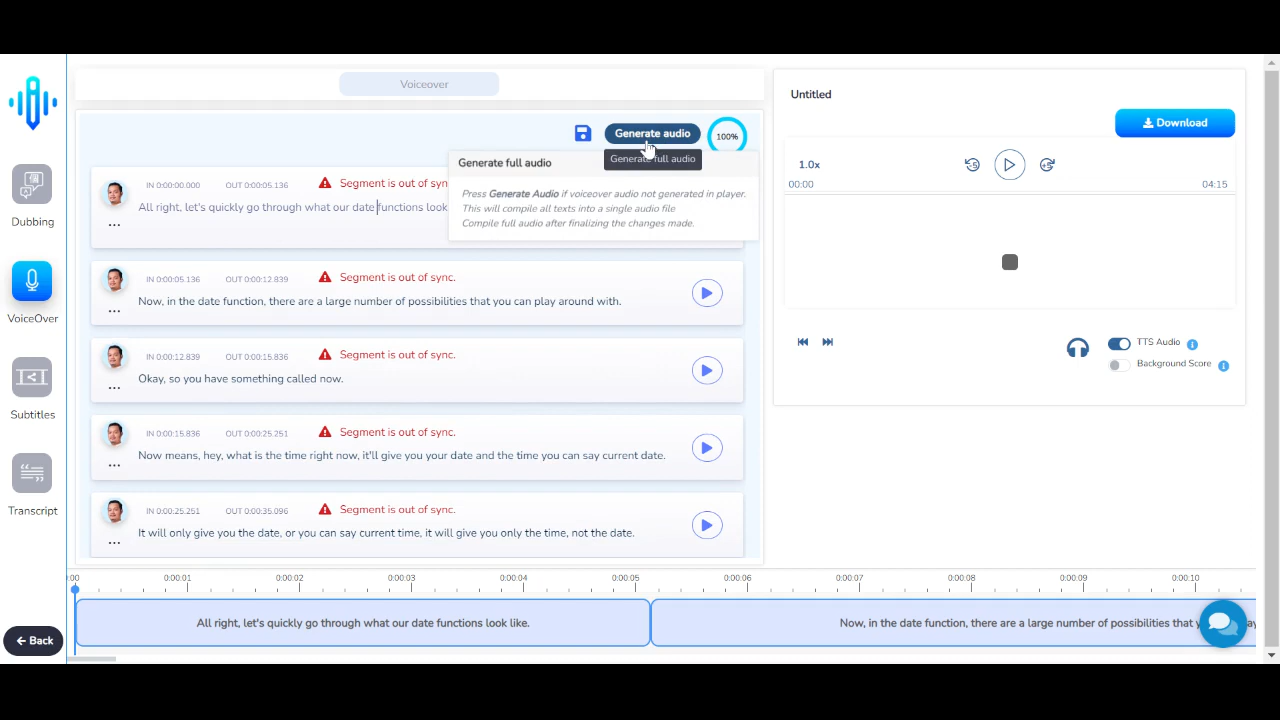 Voiceover
Generate audio
100%
Generate full audio
Generate full audio
Press Generate Audio if voiceover audio not generated in player.
This will compile all texts into a single audio file
Compile full audio after finalizing the changes made.
IN 0:00:00.000 OUT 0:00:05.136 Segment is out of syn
All right, let's quickly go through what our date functions look
...
IN 0:00:05.136 OUT 0:00:12.839 Segment is out of sync.
Now, in the date function, there are a large number of possibilities that you can play around with.
...
IN 0:00:12.839 OUT 0:00:15.836 Segment is out of sync.
Okay, so you have something called now.
...
IN 0:00:15.836 OUT 0:00:25.251 Segment is out of sync.
Now means, hey, what is the time right now, it'll give you your date and the time you can say current date.
...
IN 0:00:25.251 OUT 0:00:35.096 Segment is out of sync.
It will only give you the date, or you can say current time, it will give you only the time, not the date.
...
Untitled
Download
1.0x
5
5
00:00
04:15
TTS Audio
Background Score
Dubbing
VoiceOver
Subtitles
Transcript
Back
:00 0:00:01 0:00:02 0:00:03 0:00:04 0:00:05 0:00:06 0:00:07 0:00:08 0:00:09 0:00:10
All right, let's quickly go through what our date functions look like.
Now, in the date function, there are a large number of possibilities that y
ay